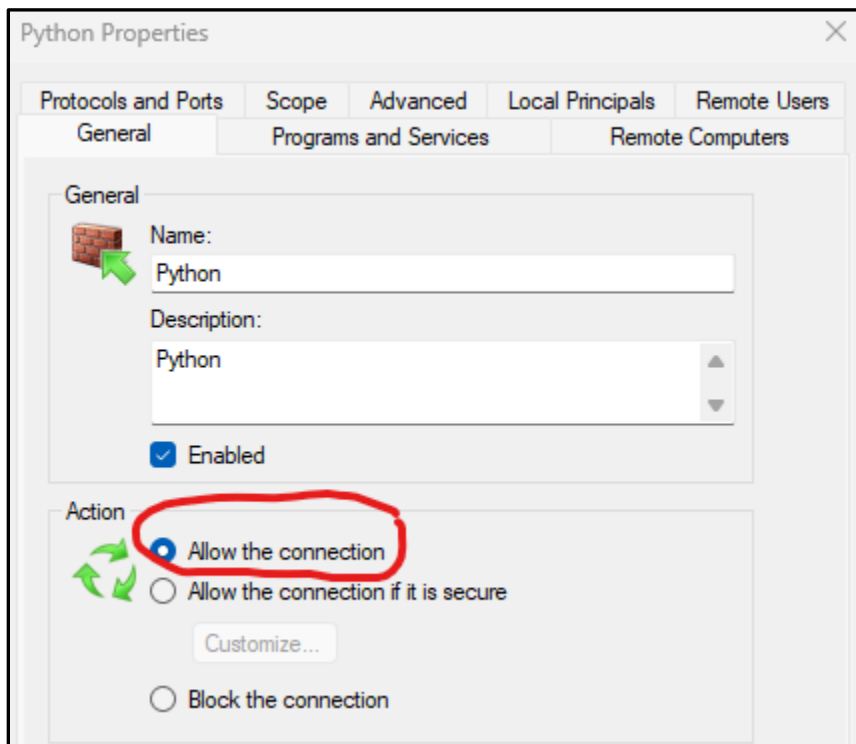 Python Properties
Protocols and Ports Scope Advanced Local Principals Remote Users
General Programs and Services Remote Computers
General
Name:
Python
Description:
Python
Enabled
Action
Allow the connection
Allow the connection if it is secure
Customize...
Block the connection